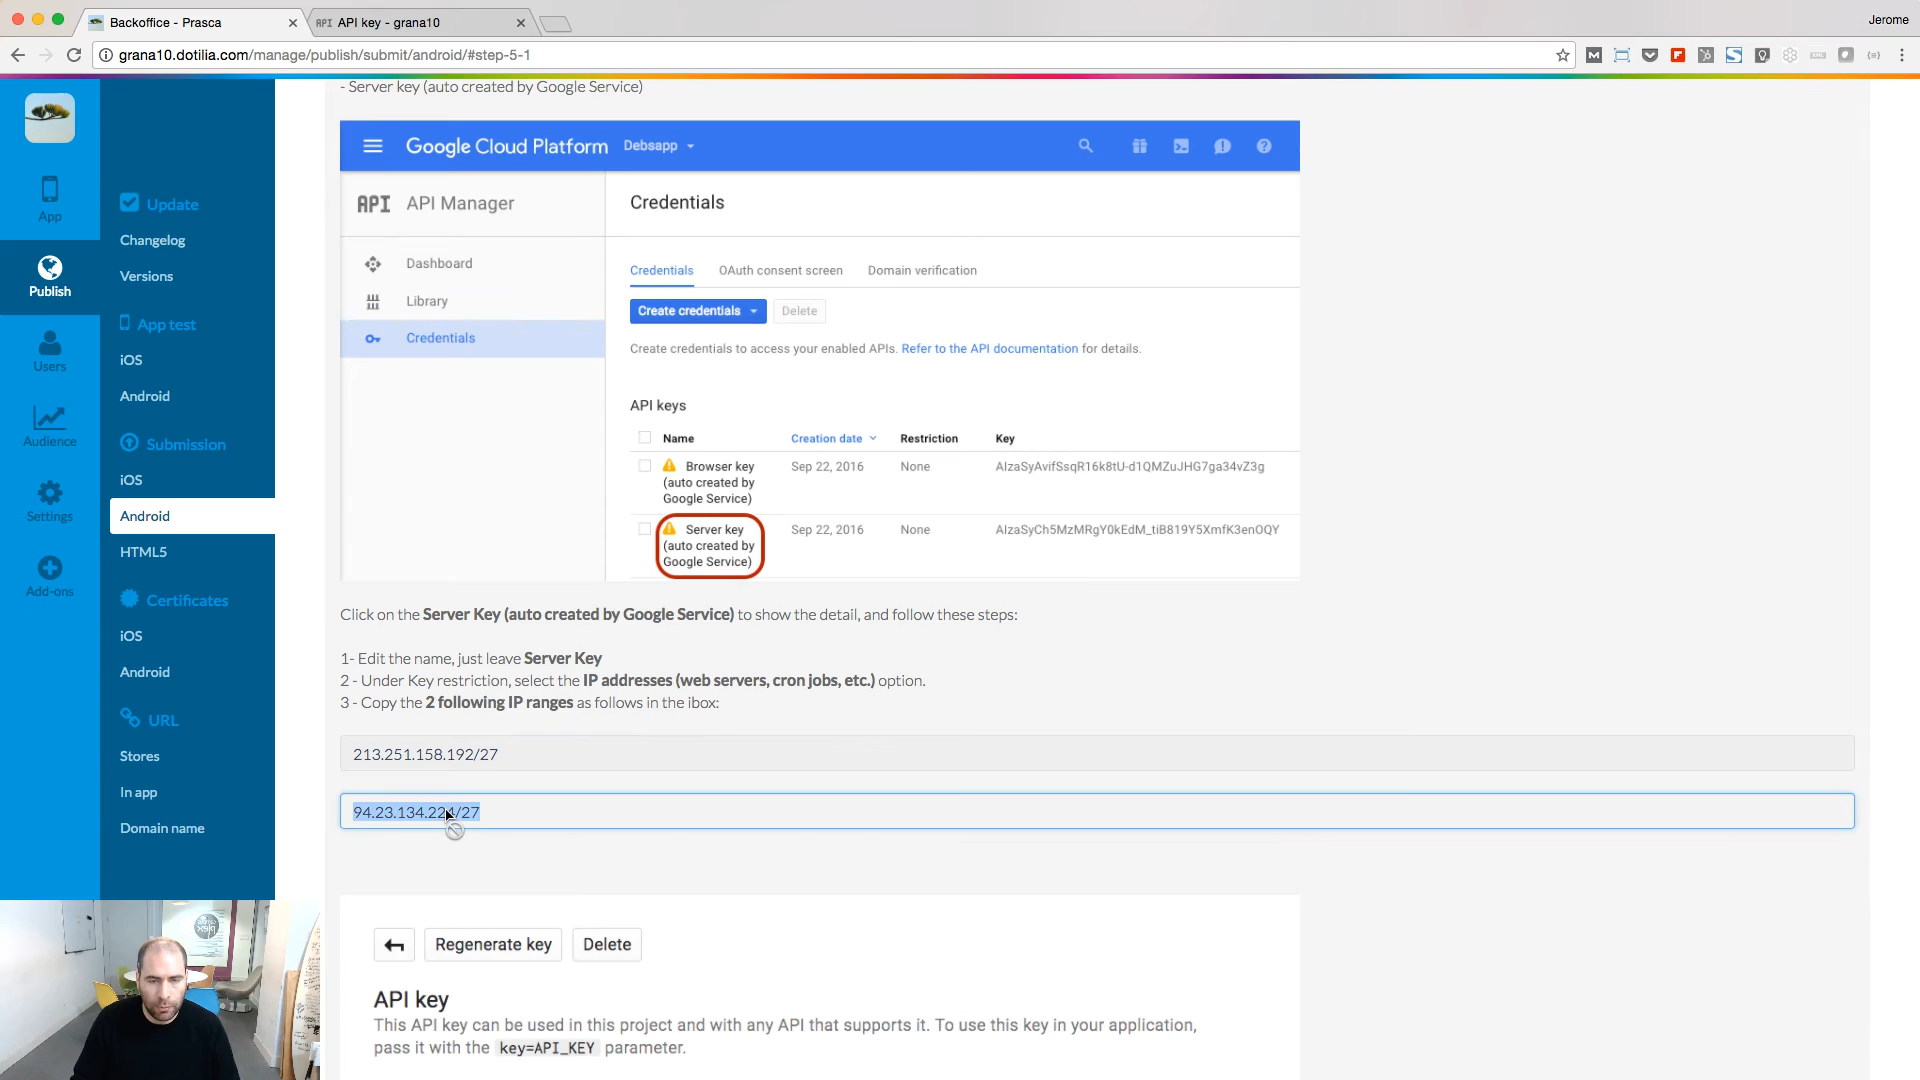 Backoffice - Prasca
API API key - grana10
Jerome
grana10.dotilia.com/manage/publish/submit/android/#step-5-1
App
Publish
Users
Audience
Settings
Add-ons
Update
Changelog
Versions
App test
iOS
Android
Submission
iOS
Android
HTML5
Certificates
iOS
Android
URL
Stores
In app
Domain name
- Server key (auto created by Google Service)
Google Cloud Platform Debsapp
API API Manager
Credentials
Dashboard
Library
Credentials
Credentials OAuth consent screen Domain verification
Create credentials Delete
Create credentials to access your enabled APIs. Refer to the API documentation for details.
API keys
Name Creation date Restriction Key
Browser key Sep 22, 2016 None AIzaSyAvifSsqR16k8tU-d1QMZuJHG7ga34vZ3g
(auto created by
Google Service)
Server key Sep 22, 2016 None AIzaSyCh5MzMRgY0kEdM_tiB819Y5XmfK3enOQY
(auto created by
Google Service)
Click on the Server Key (auto created by Google Service) to show the detail, and follow these steps:
1- Edit the name, just leave Server Key
2 - Under Key restriction, select the IP addresses (web servers, cron jobs, etc.) option.
3 - Copy the 2 following IP ranges as follows in the ibox:
213.251.158.192/27
94.23.134.224/27
Regenerate key Delete
API key
This API key can be used in this project and with any API that supports it. To use this key in your application,
pass it with the key=API_KEY parameter.